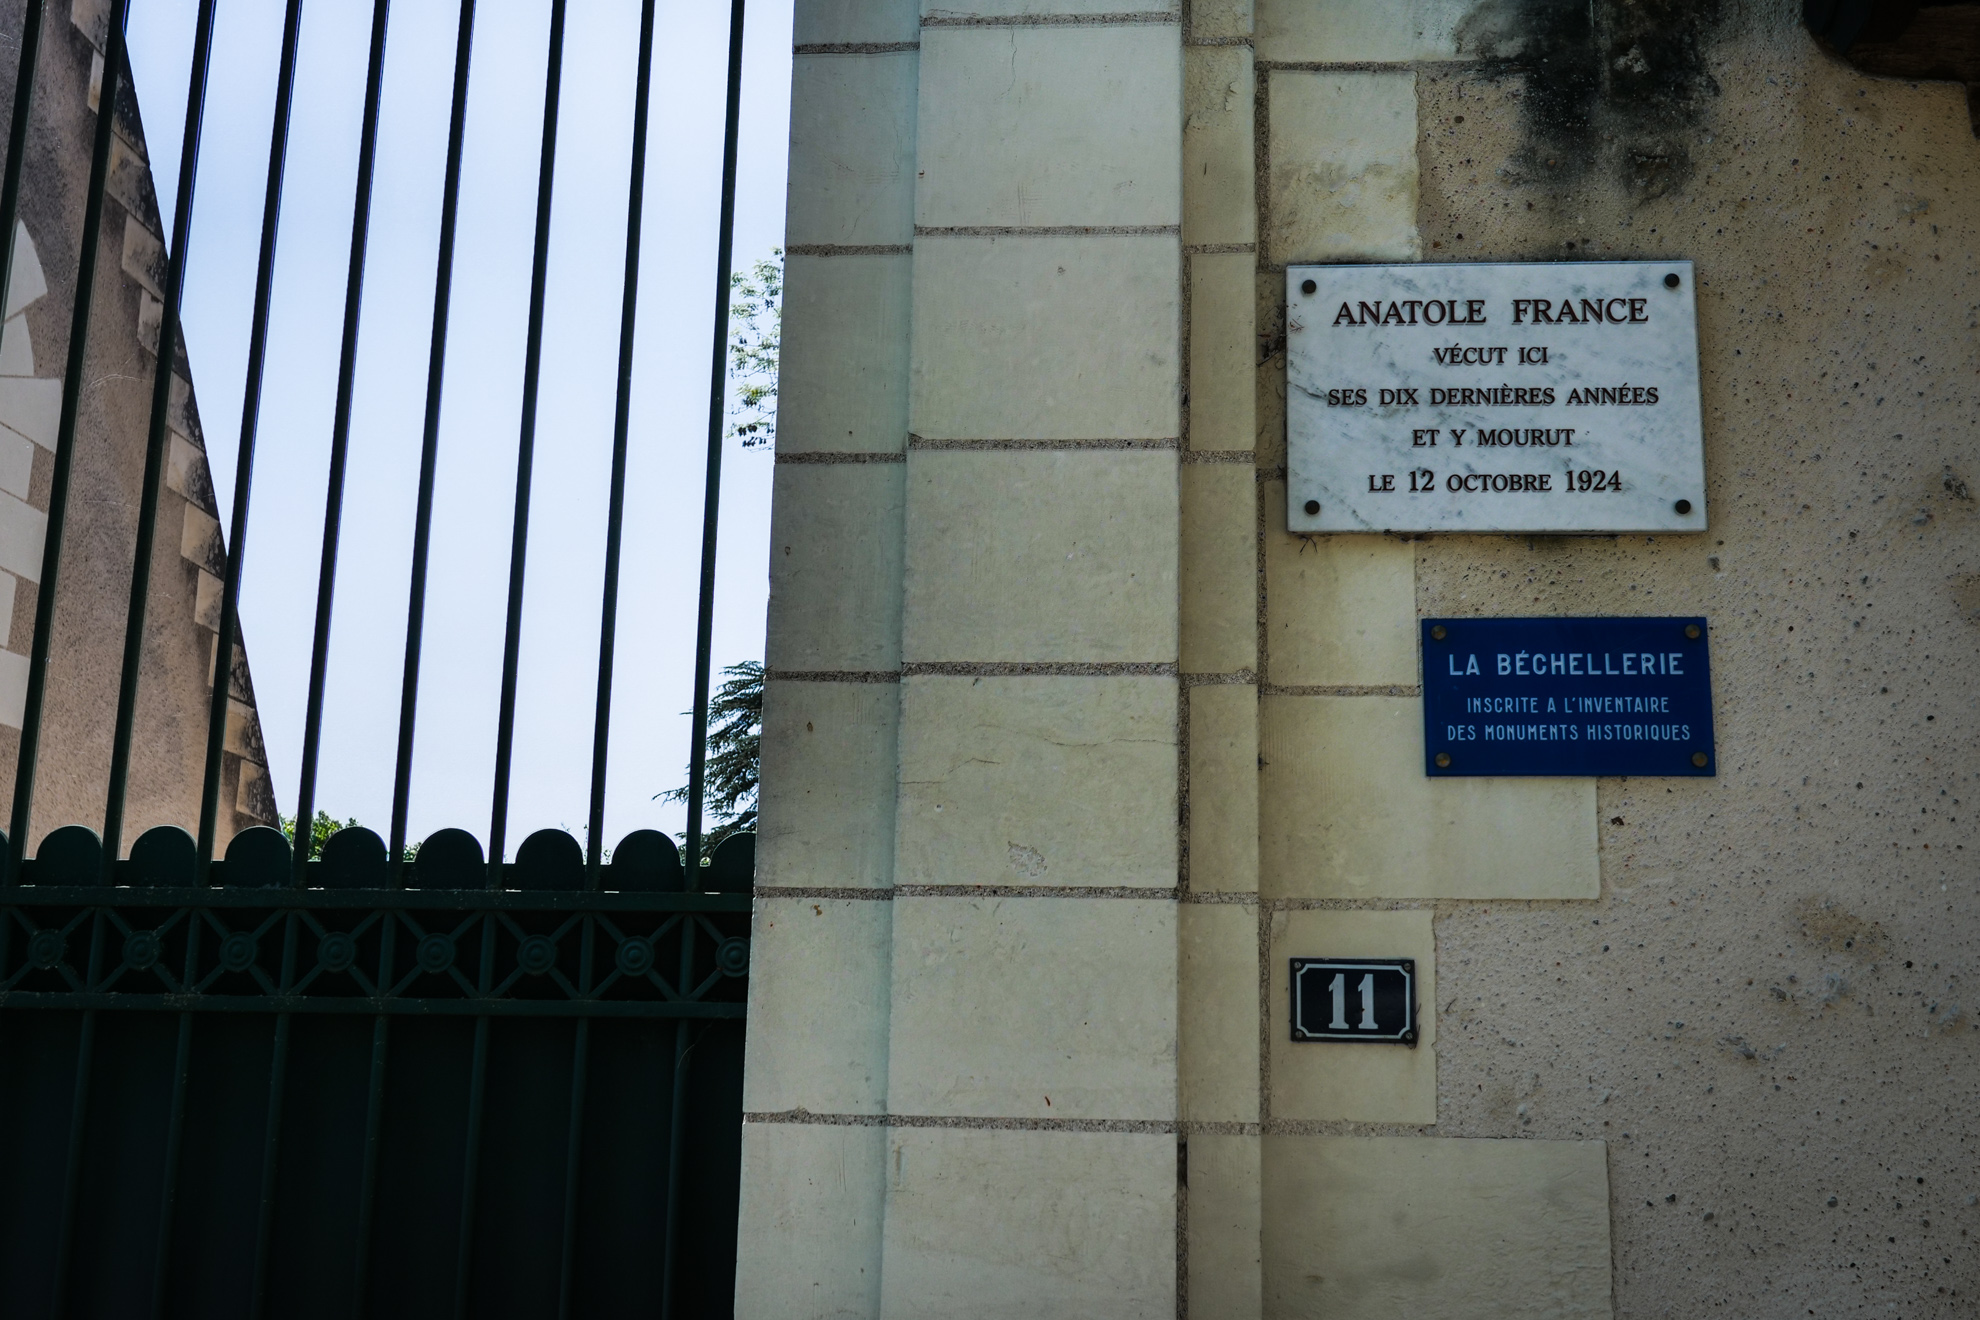 ANATOLE FRANCE
VÉCUT ICI
SES DIX DERNIÈRES ANNÉES
ET Y MOURUT
LE 12 OCTOBRE 1924
LA BÉCHELLERIE
INSCRITE A L'INVENTAIRE
DES MONUMENTS HISTORIQUES
11